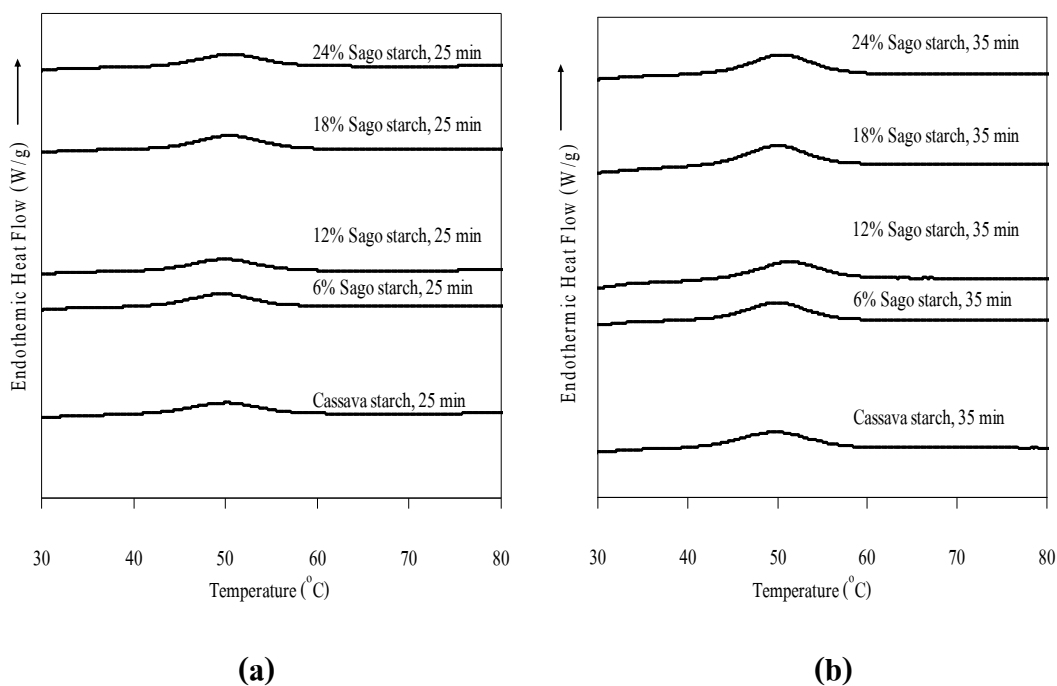 24% Sago starch, 25 min
18% Sago starch, 25 min
12% Sago starch, 25 min
6% Sago starch, 25 min
Cassava starch, 25 min
Endothemic Heat Flow (W/g)
30 40 50 60 70 80
Temperature (°C)
(a)
24% Sago starch, 35 min
18% Sago starch, 35 min
12% Sago starch, 35 min
6% Sago starch, 35 min
Cassava starch, 35 min
Endothermic Heat Flow (W/g)
30 40 50 60 70 80
Temperature (°C)
(b)